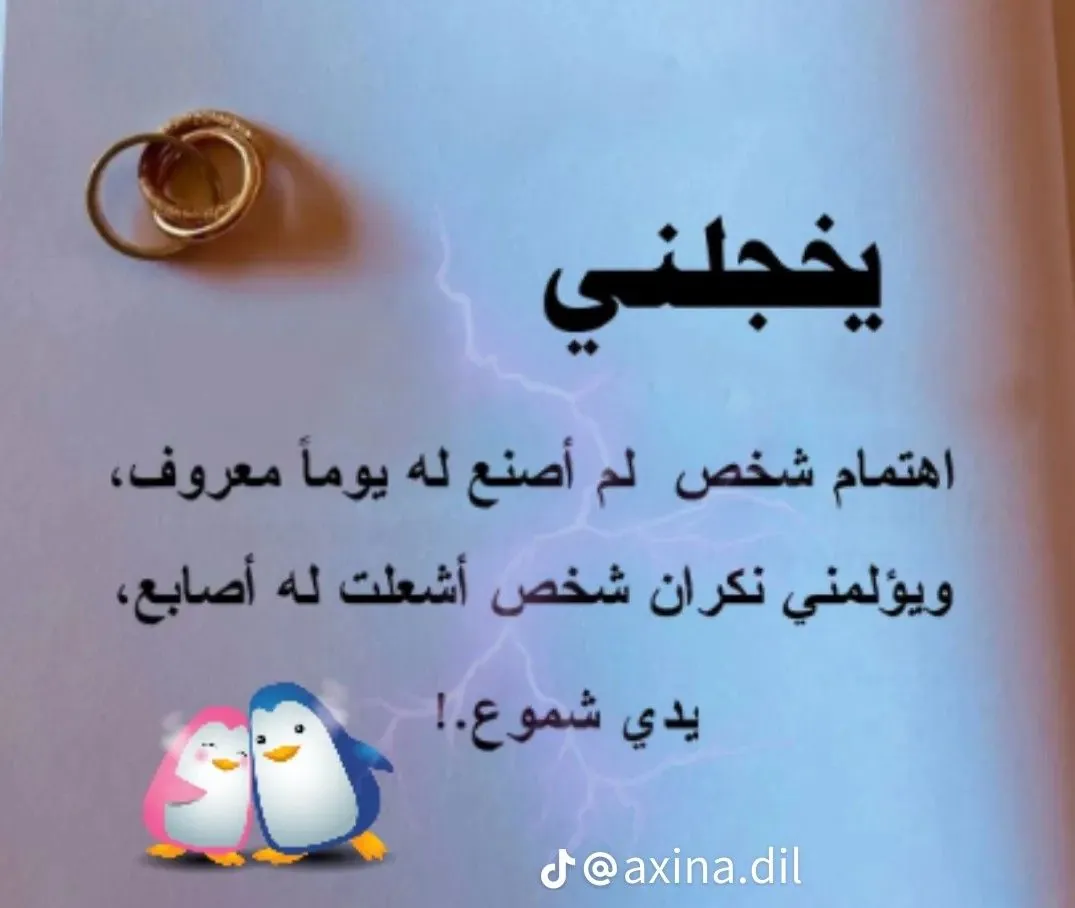 يخجلني
اهتمام شخص لم أصنع له يوماً معروف،
ويؤلمني نكران شخص أشعلت له أصابع،
يدي شموع.!
@axina.dil